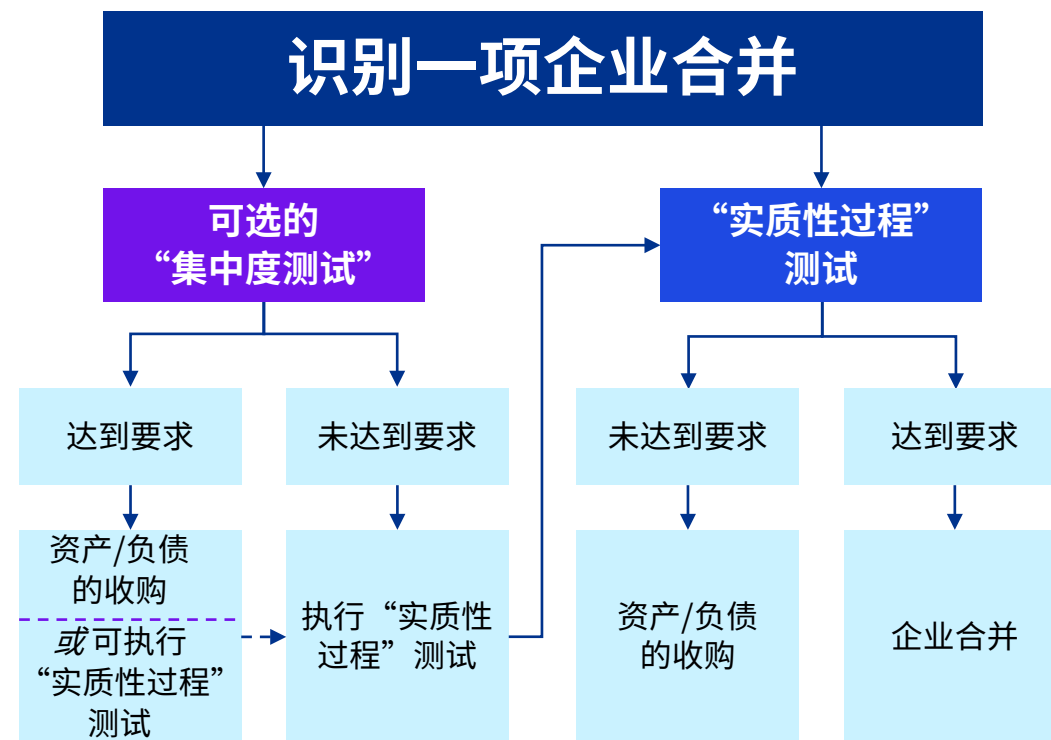 识别一项企业合并
可选的
“集中度测试”
“实质性过程”
测试
达到要求
未达到要求
未达到要求
达到要求
资产/负债
的收购
或可执行
“实质性过程”
测试
执行“实质性
过程”测试
资产/负债
的收购
企业合并